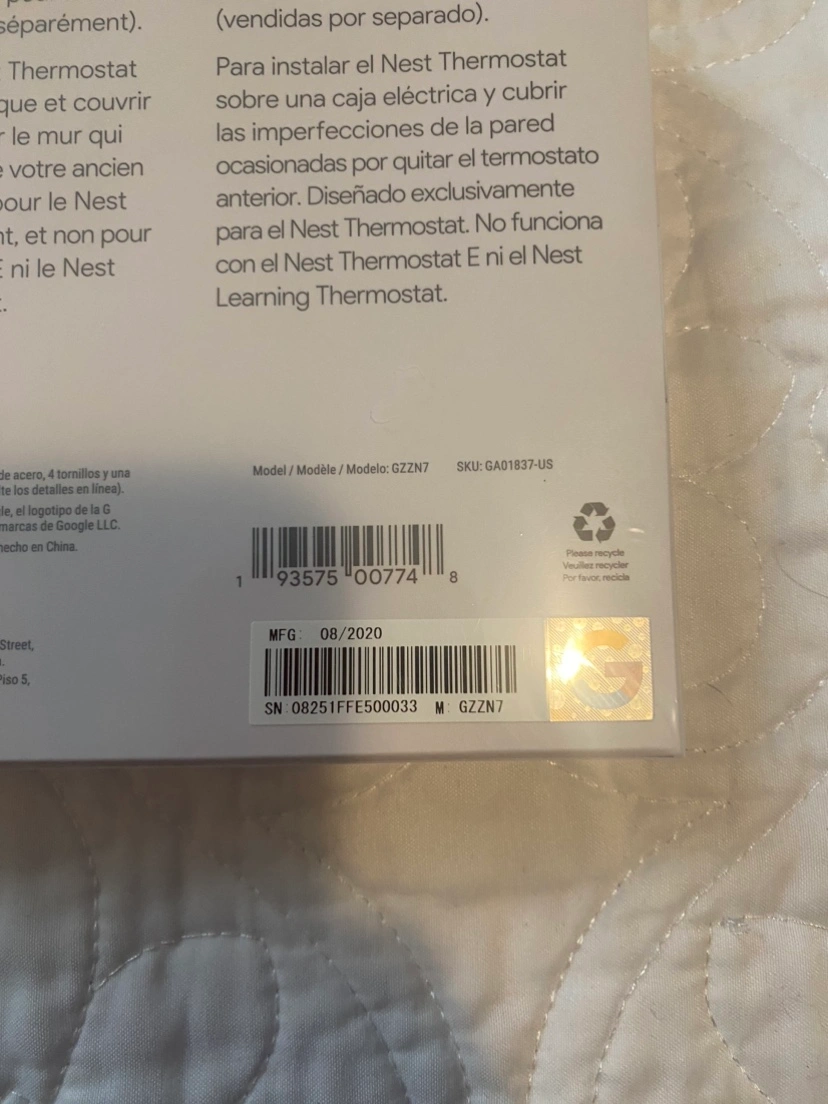 séparément).
Thermostat
que et couvrir
le mur qui
votre ancien
pour le Nest
et non pour
ni le Nest
(vendidas por separado).
Para instalar el Nest Thermostat
sobre una caja eléctrica y cubrir
las imperfecciones de la pared
ocasionadas por quitar el termostato
anterior. Diseñado exclusivamente
para el Nest Thermostat. No funciona
con el Nest Thermostat E ni el Nest
Learning Thermostat.
de acero, 4 tornillos y una
los detalles en línea).
el logotipo de la G
marcas de Google LLC.
hecho en China.
Street,
Piso 5,
Model / Modèle / Modelo: GZZN7 SKU: GA01837-US
1 93575 00774 8
Please recycle
Veuillez recycler
Por favor, recicla
MFG: 08/2020
SN:08251FFE500033 M: GZZN7
G